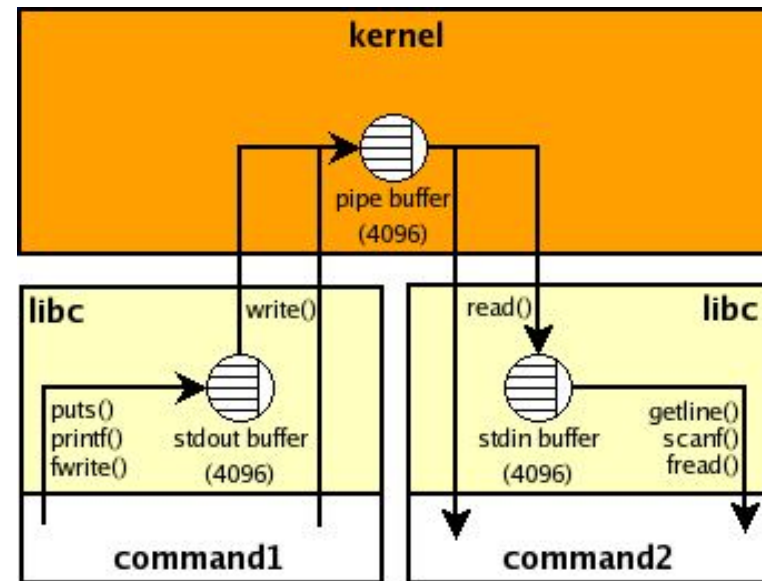 kernel
pipe buffer
(4096)
libc
write()
puts()
printf()
fwrite()
stdout buffer
(4096)
command1
read()
libc
stdin buffer
(4096)
getline()
scanf()
fread()
command2